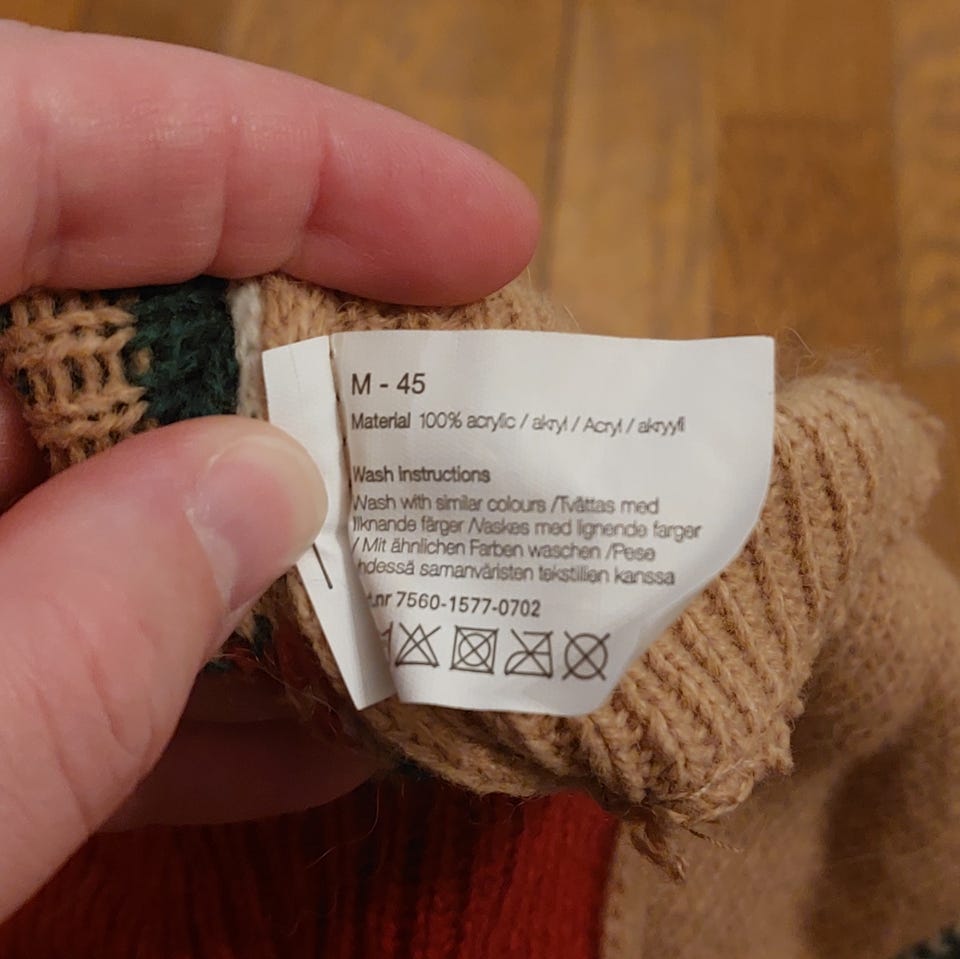 M - 45
Material 100% acrylic / akryl / Acryl / akryyli
Wash instructions
Wash with similar colours /Tvättas med
liknande färger /Vaskes med lignende farger
/ Mit ähnlichen Farben waschen /Pese
yhdessä samanväristen tekstiilien kanssa
t.nr 7560-1577-0702